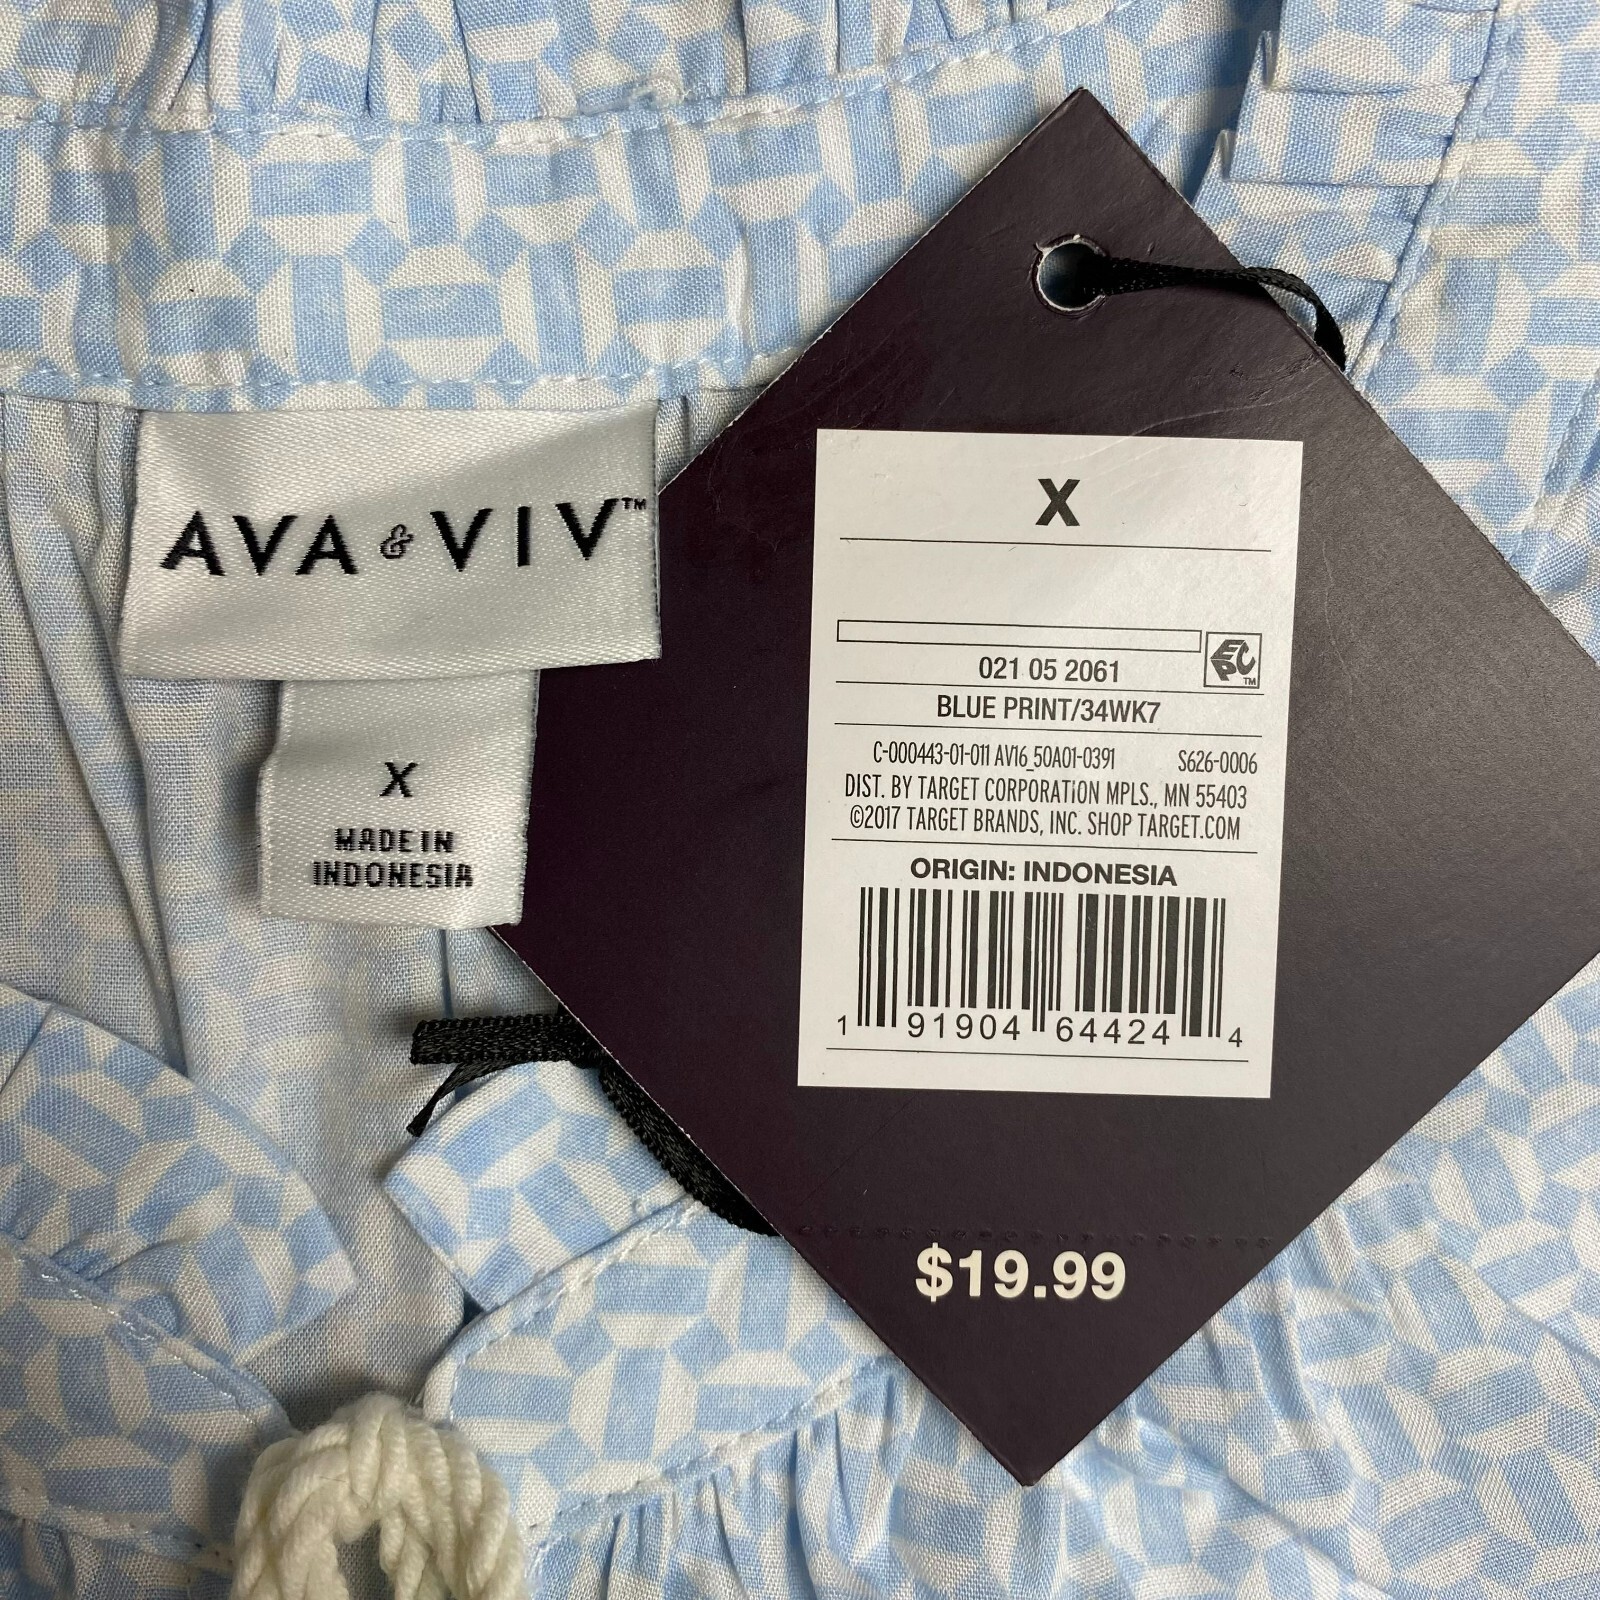 AVA & VIV™
X
MADE IN
INDONESIA
X
EPC™
021 05 2061
BLUE PRINT/34WK7
C-000443-01-011 AV16_50A01-0391 S626-0006
DIST. BY TARGET CORPORATION MPLS., MN 55403
©2017 TARGET BRANDS, INC. SHOP TARGET.COM
ORIGIN: INDONESIA
1 91904 64424 4
$19.99